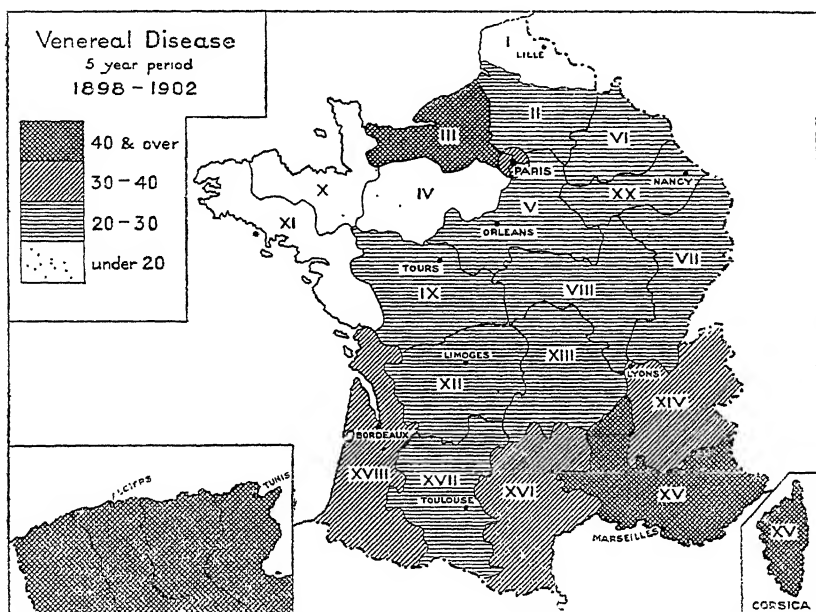 Venereal Disease
5 year period
1898 – 1902
40 & over
30 – 40
20 – 30
under 20
I
LILLE
II
III
VI
PARIS
NANCY
X
IV
XX
XI
V
ORLEANS
VII
TOURS
IX
VIII
LIMOGES
XIII
LYONS
XII
XIV
BORDEAUX
XVIII
XVII
XVI
XV
TOULOUSE
MARSEILLES
TUNIS
XV
CORSICA